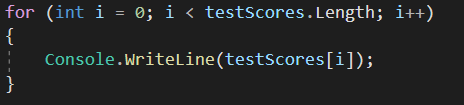 for (int i = 0; i < testScores.Length; i++)
{
    Console.WriteLine(testScores[i]);
}